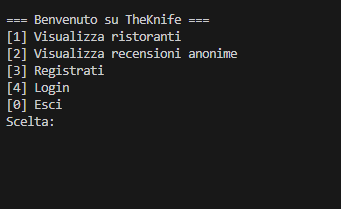 === Benvenuto su TheKnife ===
[1] Visualizza ristoranti
[2] Visualizza recensioni anonime
[3] Registrati
[4] Login
[0] Esci
Scelta: